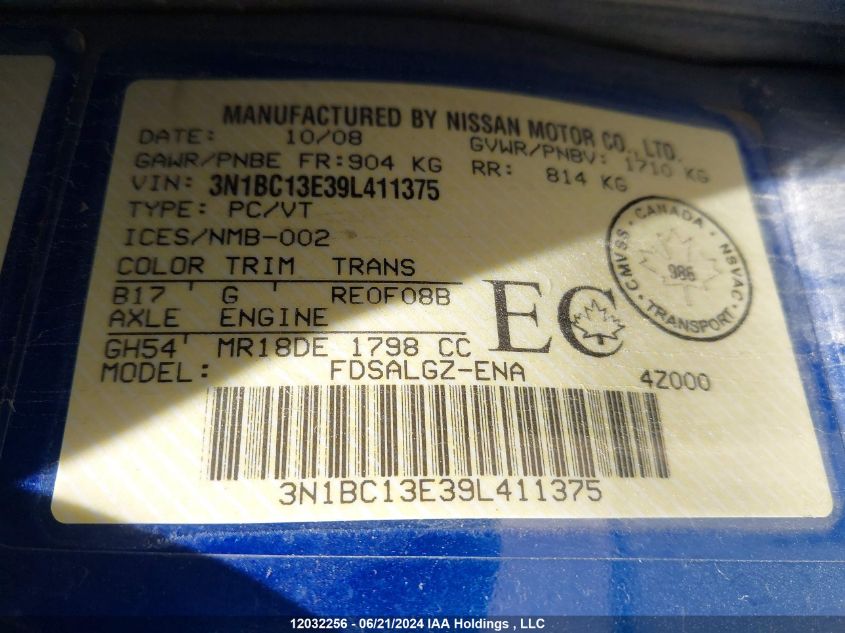 MANUFACTURED BY NISSAN MOTOR CO., LTD.
DATE: 10/08 GVWR/PNBV: 1710 KG
GAWR/PNBE FR:904 KG RR: 814 KG
VIN: 3N1BC13E39L411375
TYPE: PC/VT
ICES/NMB-002
COLOR TRIM TRANS
B17 ' G ' RE0F08B
AXLE ENGINE
GH54' MR18DE 1798 CC
EC
CANADA
CMVSS · NSVAC
986
TRANSPORT
MODEL: FDSALGZ-ENA 4Z000
3N1BC13E39L411375
12032256 - 06/21/2024 IAA Holdings , LLC